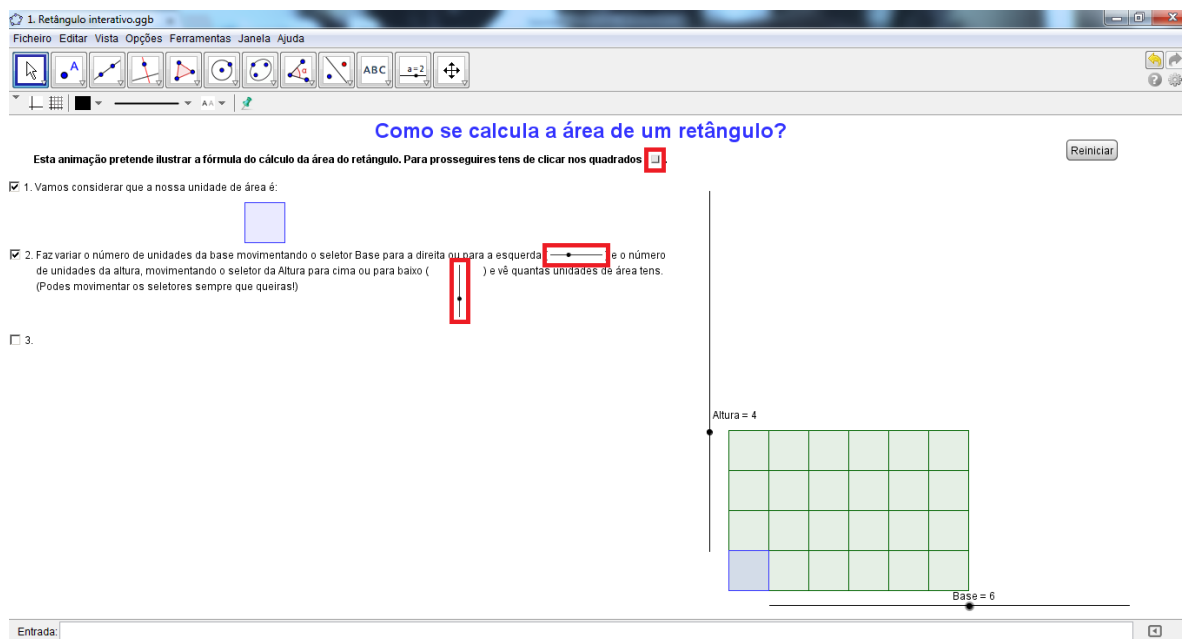 1. Retângulo interativo.ggb
Ficheiro Editar Vista Opções Ferramentas Janela Ajuda
A
α
ABC
a=2
A A
Como se calcula a área de um retângulo?
Reiniciar
Esta animação pretende ilustrar a fórmula do cálculo da área do retângulo. Para prosseguires tens de clicar nos quadrados .
1. Vamos considerar que a nossa unidade de área é:
2. Faz variar o número de unidades da base movimentando o seletor Base para a direita ou para a esquerda ( ) e o número
de unidades da altura, movimentando o seletor da Altura para cima ou para baixo ( ) e vê quantas unidades de área tens.
(Podes movimentar os seletores sempre que queiras!)
3.
Altura = 4
Base = 6
Entrada: